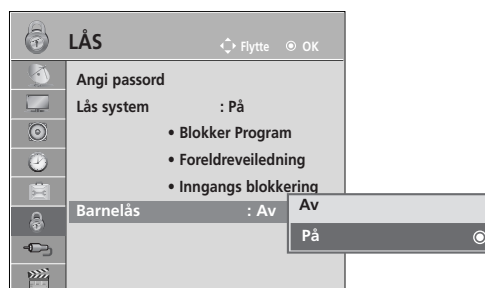 LÅS
Flytte
OK
Angi passord
Lås system : På
• Blokker Program
• Foreldreveiledning
• Inngangs blokkering
Barnelås : Av
Av
På